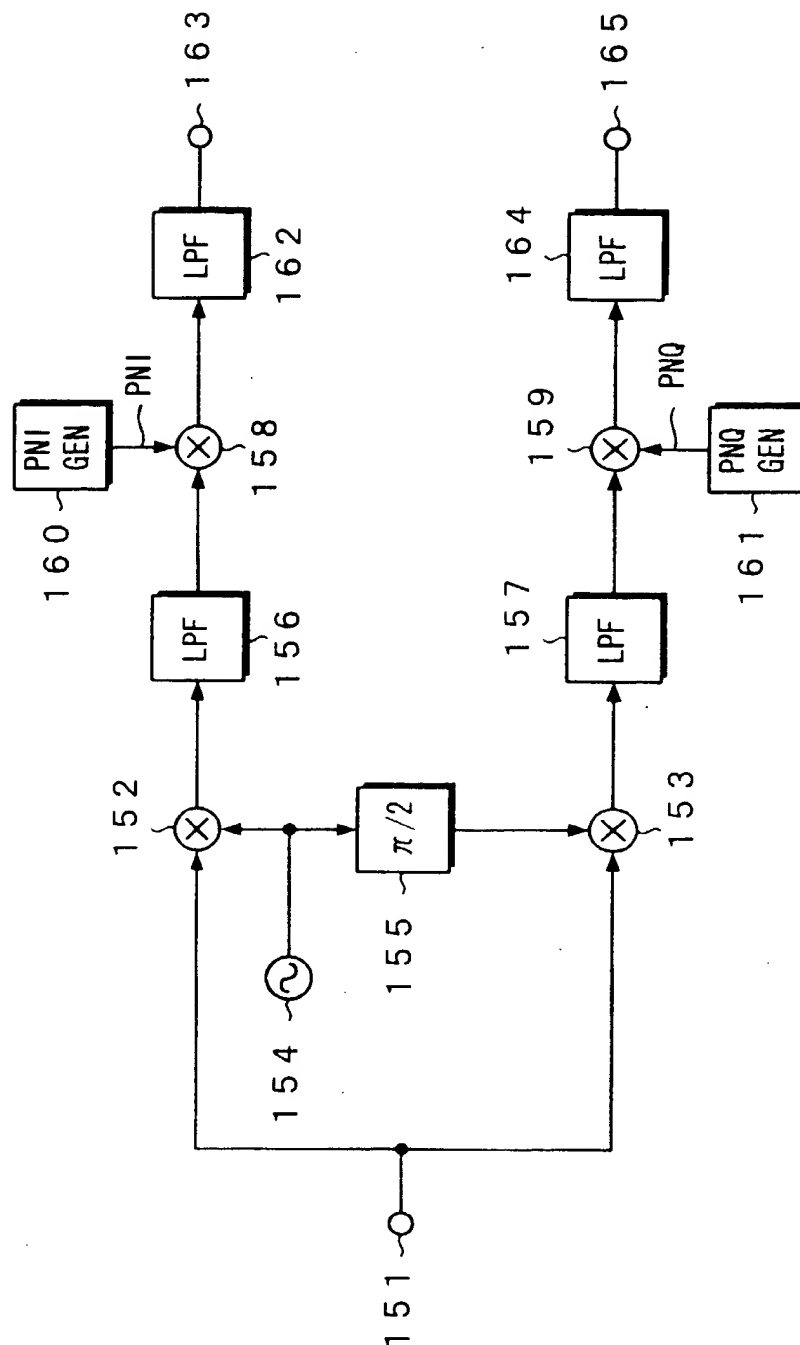 163
165
LPF
162
164
LPF
PNI
GEN
PNI
160
158
159
PNQ
PNQ
GEN
161
LPF
156
157
LPF
152
π/2
155
153
154
151